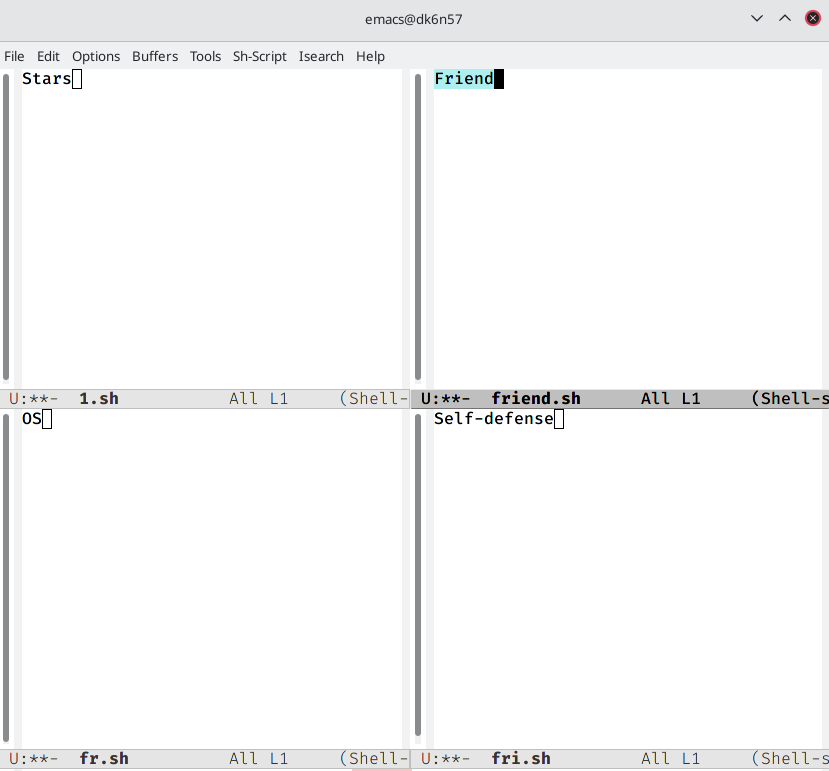 emacs@dk6n57
File Edit Options Buffers Tools Sh-Script Isearch Help
Stars
Friend
U:**- 1.sh All L1 (Shell-
U:**- friend.sh All L1 (Shell-s
OS
Self-defense
U:**- fr.sh All L1 (Shell-
U:**- fri.sh All L1 (Shell-s